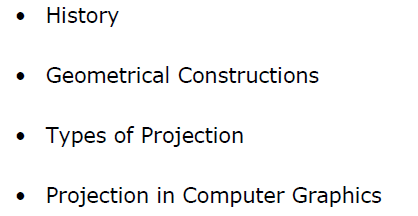 • History
• Geometrical Constructions
• Types of Projection
• Projection in Computer Graphics